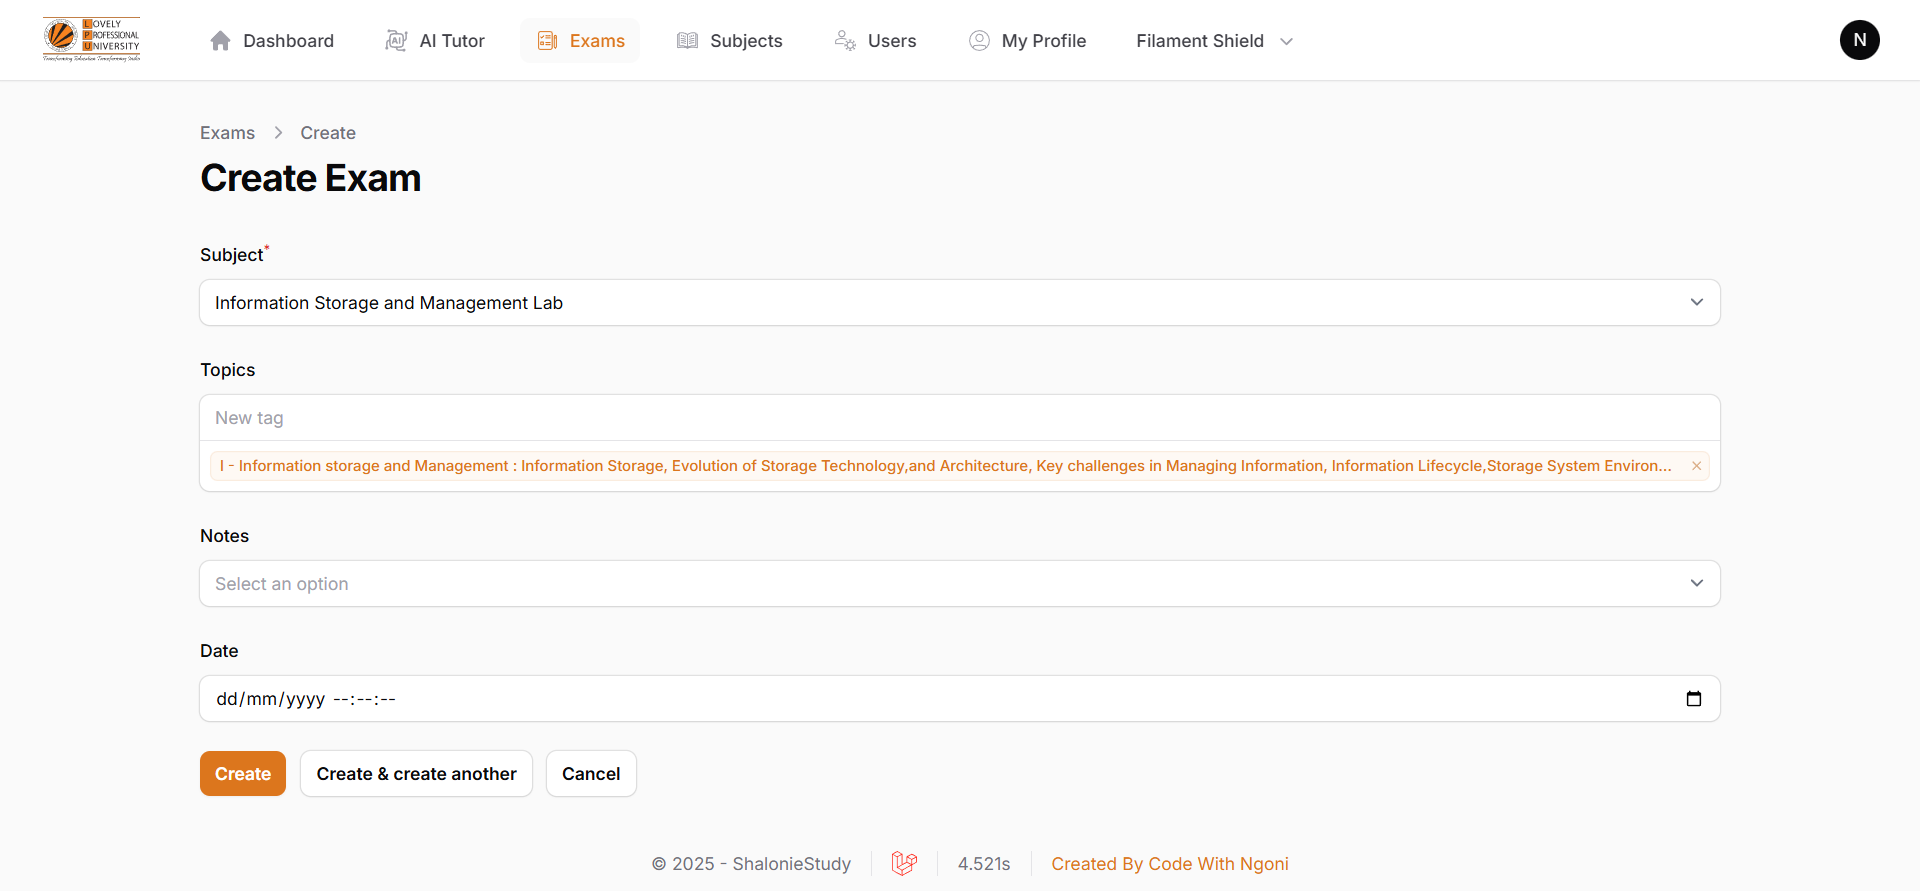 LOVELY
PROFESSIONAL
UNIVERSITY
Transforming Education Transforming India
Dashboard
AI Tutor
Exams
Subjects
Users
My Profile
Filament Shield
N
Exams > Create
Create Exam
Subject*
Information Storage and Management Lab
Topics
New tag
I - Information storage and Management : Information Storage, Evolution of Storage Technology,and Architecture, Key challenges in Managing Information, Information Lifecycle,Storage System Environ... ×
Notes
Select an option
Date
dd/mm/yyyy --:--:--
Create
Create & create another
Cancel
© 2025 - ShalonieStudy
4.521s
Created By Code With Ngoni